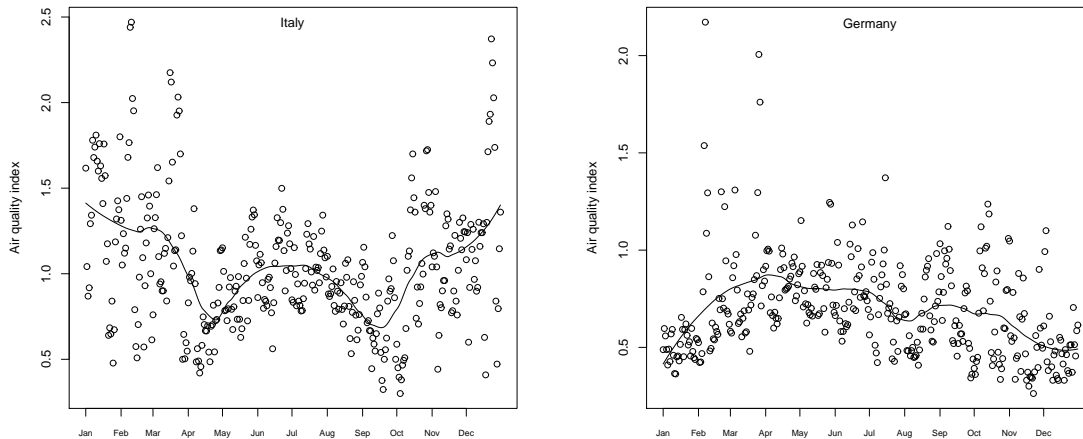 Italy
Air quality index
2.5
2.0
1.5
1.0
0.5
Jan Feb Mar Apr May Jun Jul Aug Sep Oct Nov Dec
Germany
Air quality index
2.0
1.5
1.0
0.5
Jan Feb Mar Apr May Jun Jul Aug Sep Oct Nov Dec